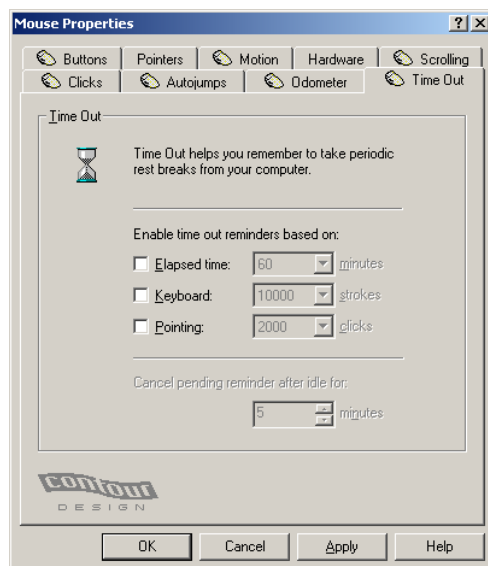 Mouse Properties
Buttons Pointers Motion Hardware Scrolling
Clicks Autojumps Odometer Time Out
Time Out
Time Out helps you remember to take periodic
rest breaks from your computer.
Enable time out reminders based on:
Elapsed time: 60 minutes
Keyboard: 10000 strokes
Pointing: 2000 clicks
Cancel pending reminder after idle for:
5 minutes
contour
DESIGN
OK Cancel Apply Help